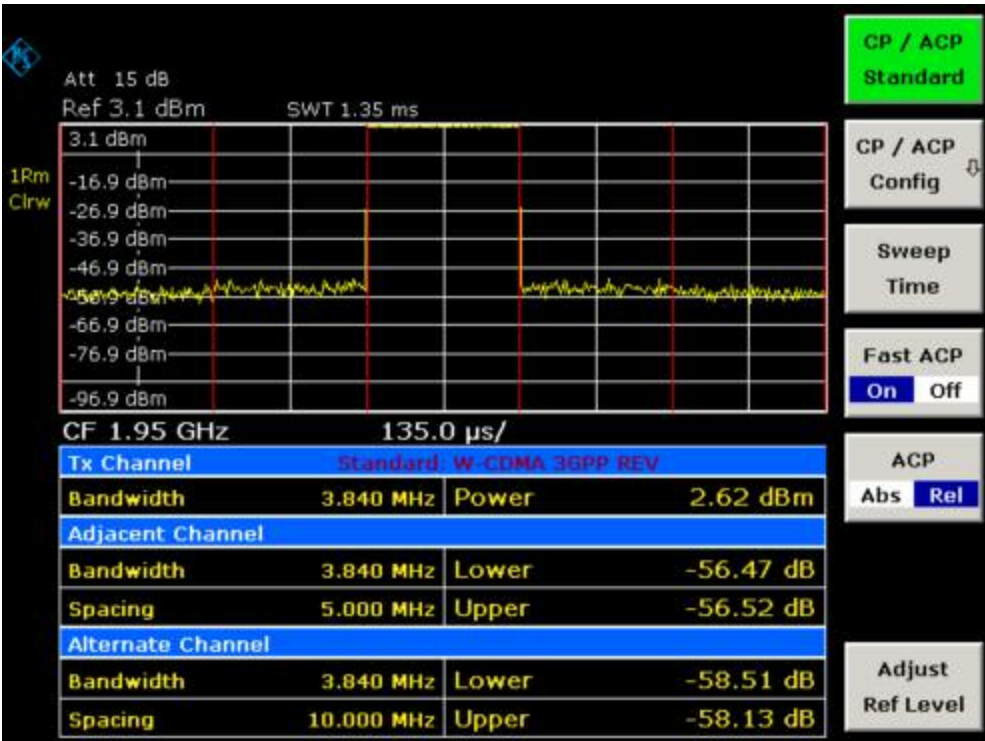 Att 15 dB
Ref 3.1 dBm SWT 1.35 ms
1Rm
Clrw
3.1 dBm
-16.9 dBm
-26.9 dBm
-36.9 dBm
-46.9 dBm
-56.9 dBm
-66.9 dBm
-76.9 dBm
-96.9 dBm
CF 1.95 GHz 135.0 µs/
Tx Channel Standard: W-CDMA 3GPP REV
Bandwidth 3.840 MHz Power 2.62 dBm
Adjacent Channel
Bandwidth 3.840 MHz Lower -56.47 dB
Spacing 5.000 MHz Upper -56.52 dB
Alternate Channel
Bandwidth 3.840 MHz Lower -58.51 dB
Spacing 10.000 MHz Upper -58.13 dB
CP / ACP
Standard
CP / ACP
Config
Sweep
Time
Fast ACP
On Off
ACP
Abs Rel
Adjust
Ref Level